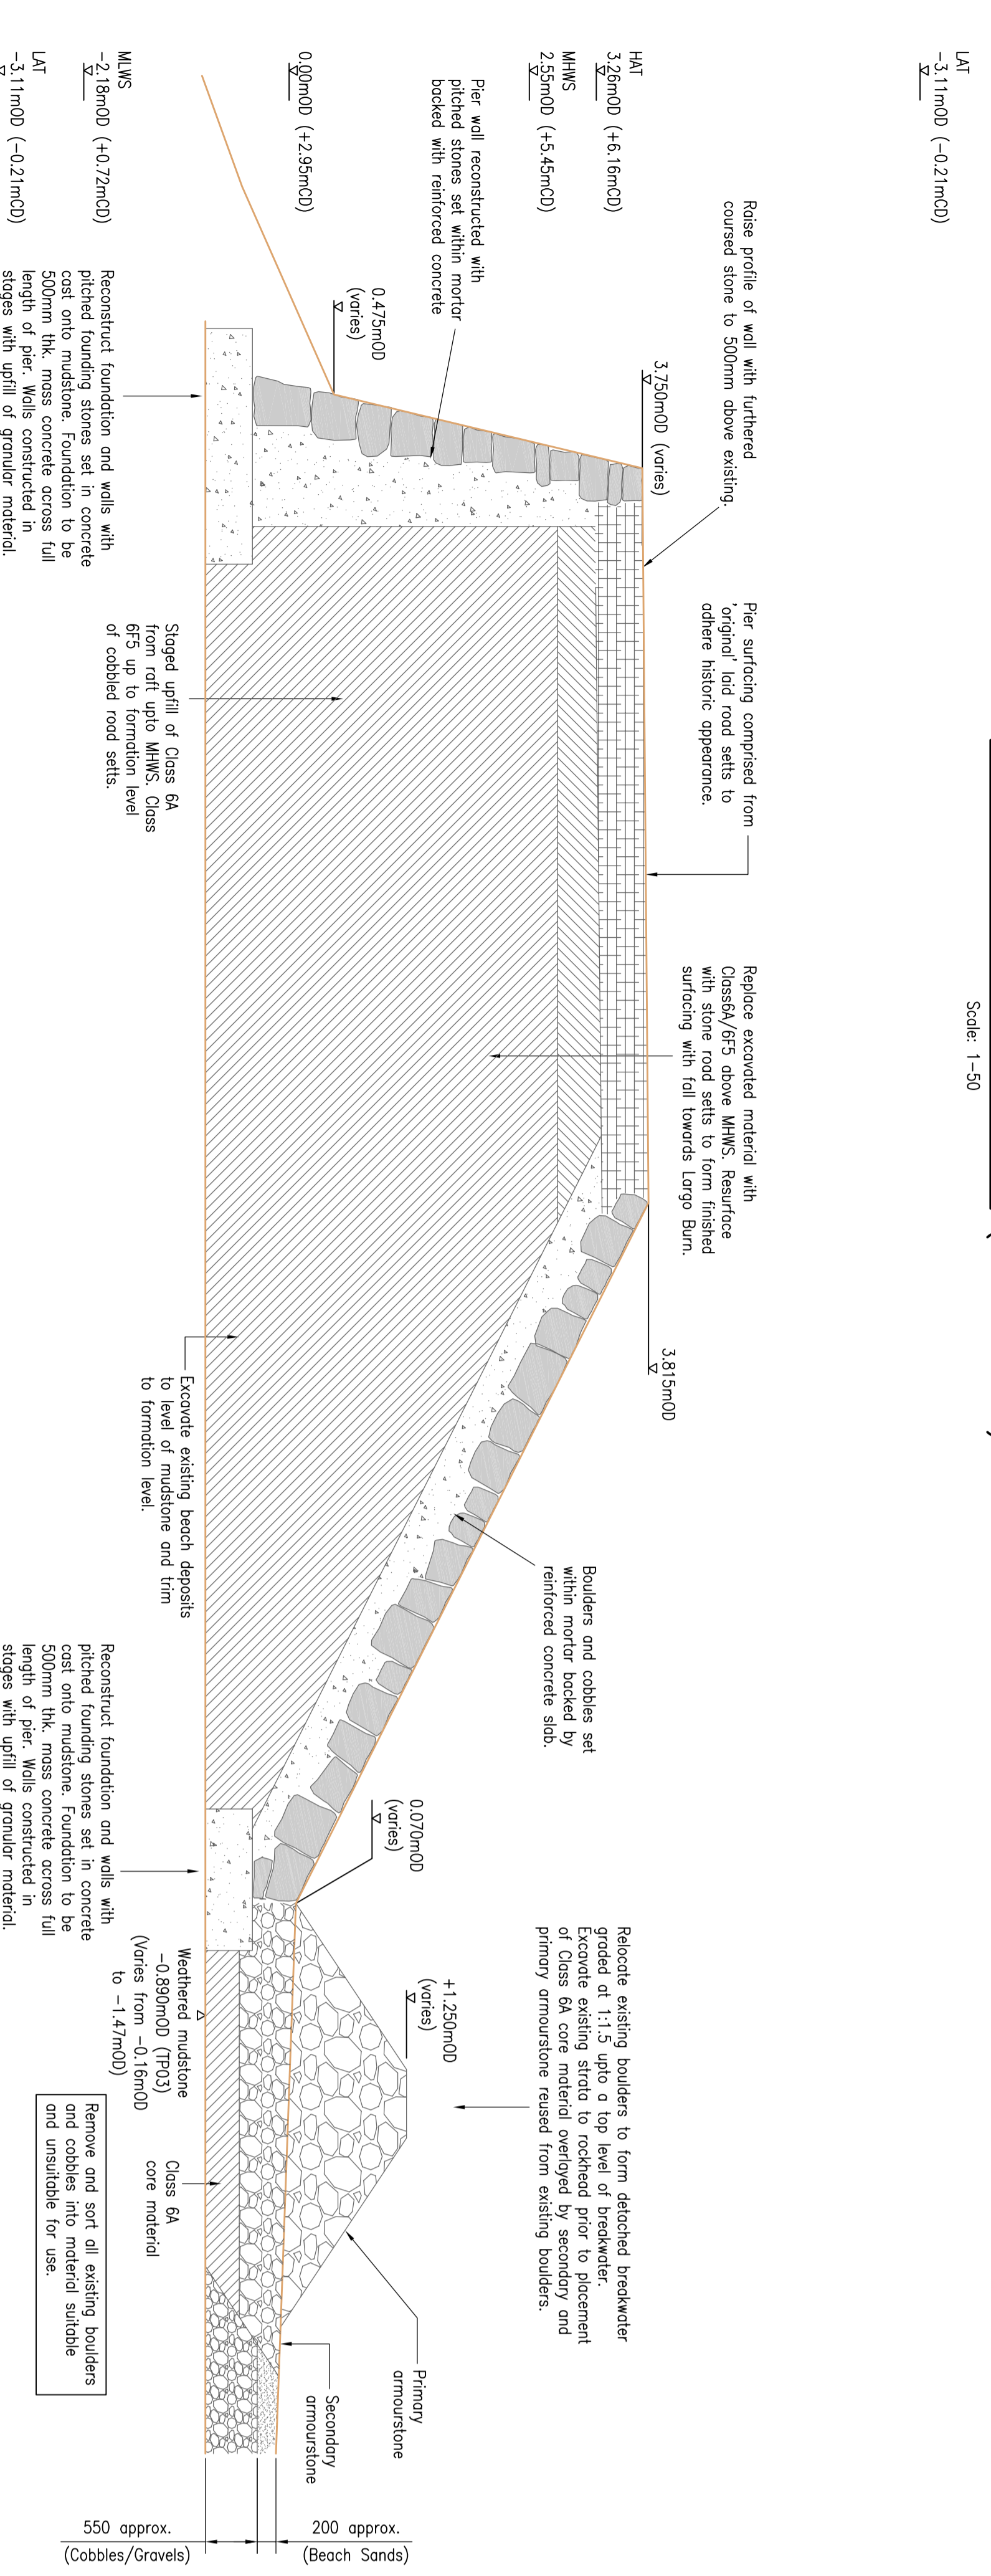 LAT
-3.11mOD (-0.21mCD)
Scale: 1-50
HAT
3.26mOD (+6.16mCD)
MHWS
2.55mOD (+5.45mCD)
0.00mOD (+2.95mCD)
MLWS
-2.18mOD (+0.72mCD)
LAT
-3.11mOD (-0.21mCD)
Raise profile of wall with furthered
coursed stone to 500mm above existing.
Pier surfacing comprised from
'original' laid road setts to
adhere historic appearance.
Replace excavated material with
Class6A/6F5 above MHWS. Resurface
with stone road setts to form finished
surfacing with fall towards Largo Burn.
3.750mOD (varies)
3.815mOD
Pier wall reconstructed with
pitched stones set within mortar
backed with reinforced concrete
0.475mOD
(varies)
Boulders and cobbles set
within mortar backed by
reinforced concrete slab.
Relocate existing boulders to form detached breakwater
graded at 1:1.5 upto a top level of breakwater.
Excavate existing strata to rockhead prior to placement
of Class 6A core material overlayed by secondary and
primary armourstone reused from existing boulders.
+1.250mOD
(varies)
0.070mOD
(varies)
Primary
armourstone
Secondary
armourstone
200 approx.
(Beach Sands)
550 approx.
(Cobbles/Gravels)
Reconstruct foundation and walls with
pitched founding stones set in concrete
cast onto mudstone. Foundation to be
500mm thk. mass concrete across full
length of pier. Walls constructed in
stages with upfill of granular material.
Staged upfill of Class 6A
from raft upto MHWS. Class
6F5 up to formation level
of cobbled road setts.
Excavate existing beach deposits
to level of mudstone and trim
to formation level.
Reconstruct foundation and walls with
pitched founding stones set in concrete
cast onto mudstone. Foundation to be
500mm thk. mass concrete across full
length of pier. Walls constructed in
stages with upfill of granular material.
Weathered mudstone
-0.890mOD (TP03)
(Varies from -0.16mOD
to -1.47mOD)
Class 6A
core material
Remove and sort all existing boulders
and cobbles into material suitable
and unsuitable for use.